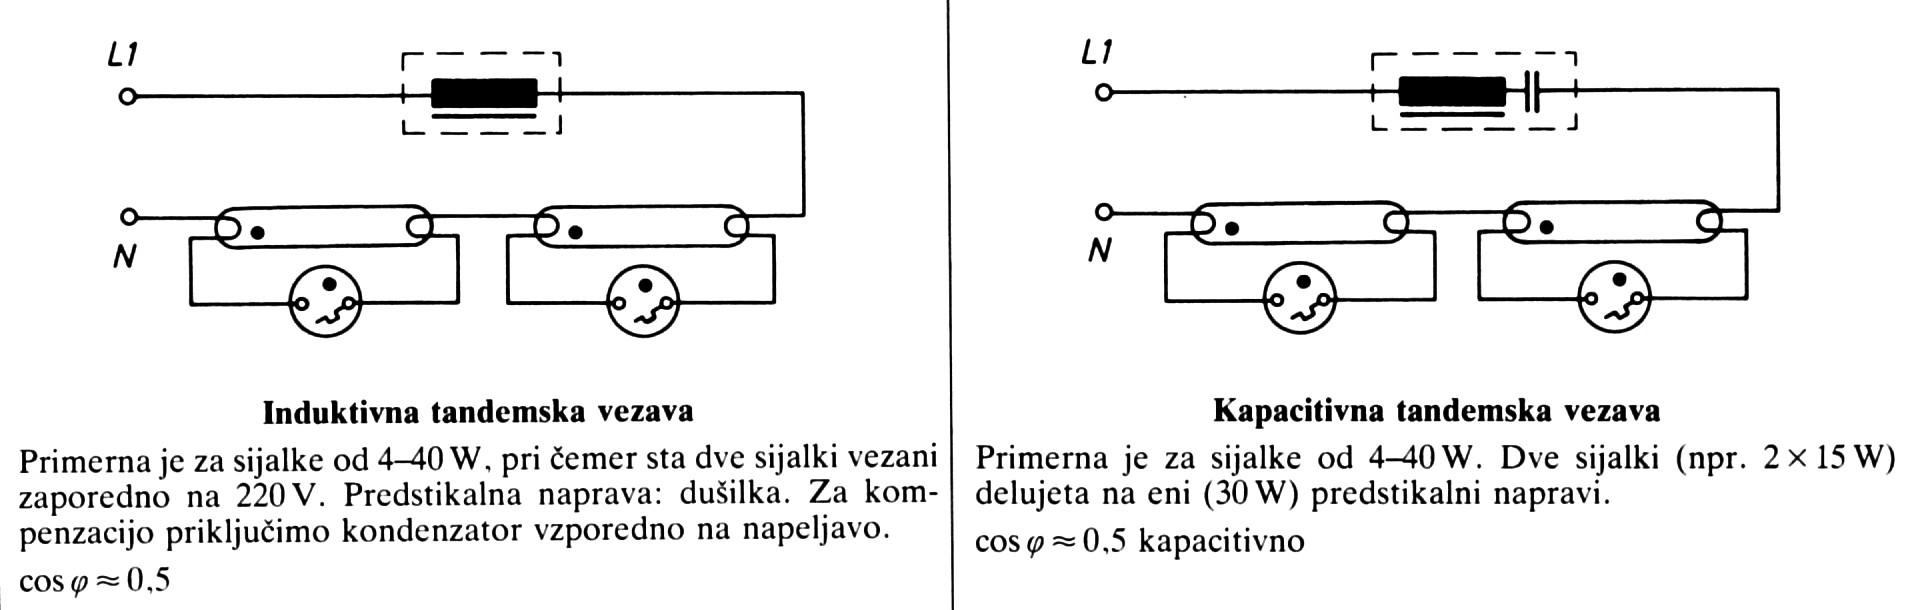 L1
N
Induktivna tandemska vezava
Primerna je za sijalke od 4–40 W, pri čemer sta dve sijalki vezani
zaporedno na 220 V. Predstikalna naprava: dušilka. Za kom-
penzacijo priključimo kondenzator vzporedno na napeljavo.
cos φ ≈ 0,5
L1
N
Kapacitivna tandemska vezava
Primerna je za sijalke od 4–40 W. Dve sijalki (npr. 2 × 15 W)
delujeta na eni (30 W) predstikalni napravi.
cos φ ≈ 0,5 kapacitivno